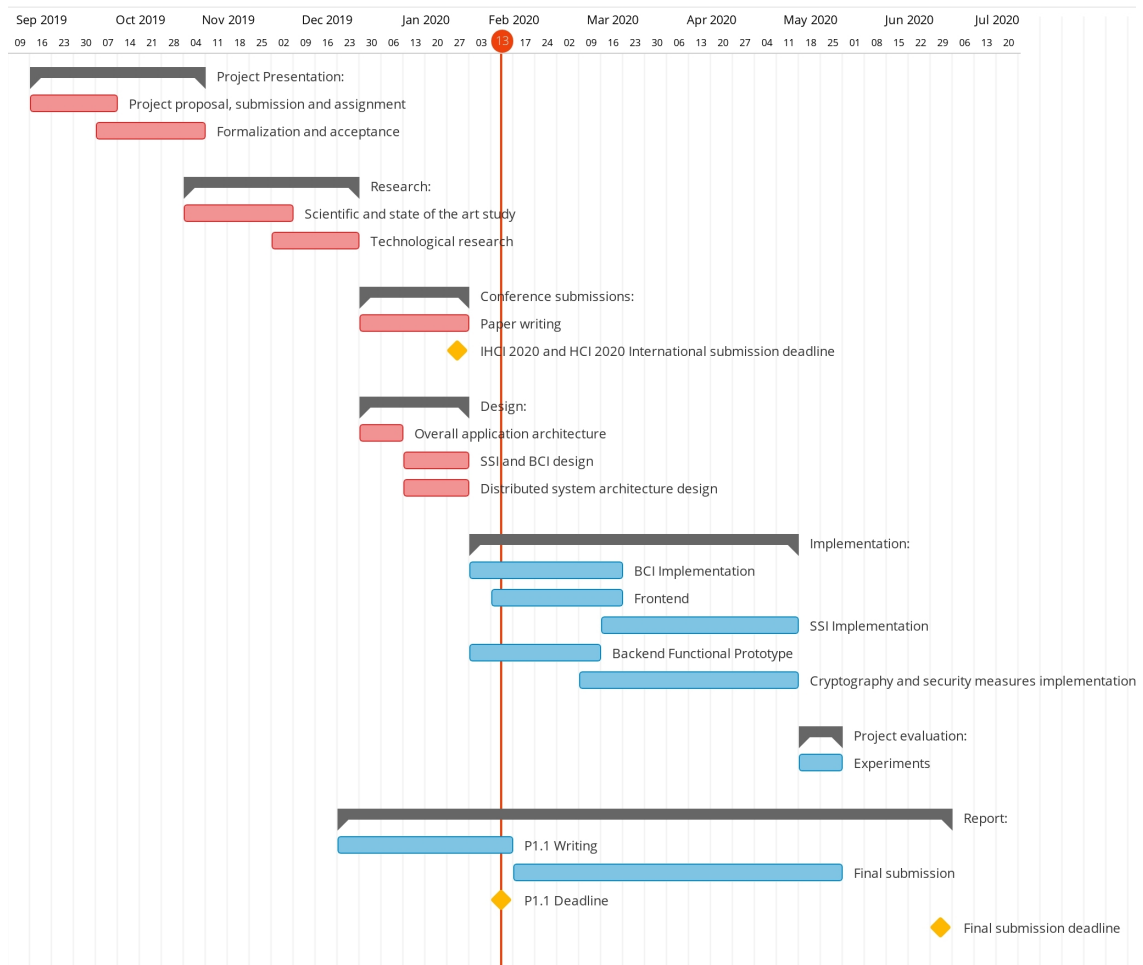 Sep 2019 Oct 2019 Nov 2019 Dec 2019 Jan 2020 Feb 2020 Mar 2020 Apr 2020 May 2020 Jun 2020 Jul 2020
09 16 23 30 07 14 21 28 04 11 18 25 02 09 16 23 30 06 13 20 27 03 13 17 24 02 09 16 23 30 06 13 20 27 04 11 18 25 01 08 15 22 29 06 13 20
Project Presentation:
Project proposal, submission and assignment
Formalization and acceptance
Research:
Scientific and state of the art study
Technological research
Conference submissions:
Paper writing
IHCI 2020 and HCI 2020 International submission deadline
Design:
Overall application architecture
SSI and BCI design
Distributed system architecture design
Implementation:
BCI Implementation
Frontend
SSI Implementation
Backend Functional Prototype
Cryptography and security measures implementation
Project evaluation:
Experiments
Report:
P1.1 Writing
Final submission
P1.1 Deadline
Final submission deadline